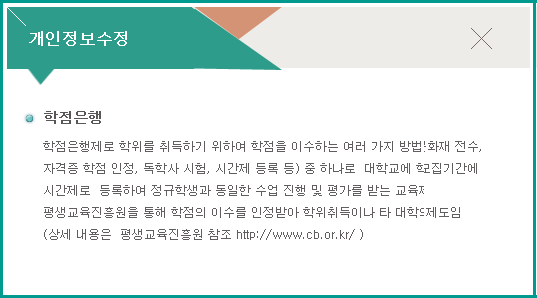 개인정보수정
학점은행
학점은행제로 학위를 취득하기 위하여 학점을 이수하는 여러 가지 방법 화재 전수,
자격증 학점 인정, 독학사 시험, 시간제 등록 등) 중 하나로 대학교에 학 집기간에
시간제로 등록하여 정규학생과 동일한 수업 진행 및 평가를 받는 교육
평생교육진흥원을 통해 학점의 이수를 인정받아 학위취득이나 타 대학 제도임
(상세 내용은 평생교육진흥원 참조 http://www.cb.or.kr/ )